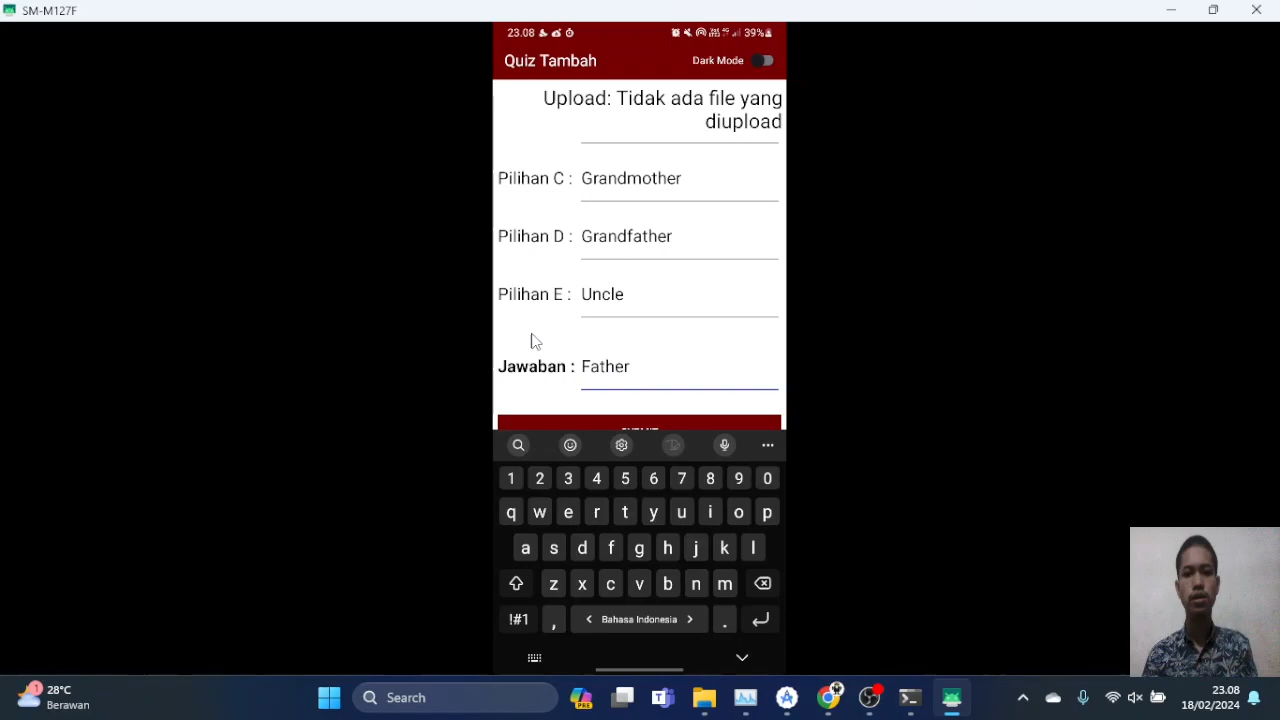 SM-M127F
23.08 39%
Quiz Tambah Dark Mode
Upload: Tidak ada file yang
diupload
Pilihan C : Grandmother
Pilihan D : Grandfather
Pilihan E : Uncle
Jawaban : Father
1 2 3 4 5 6 7 8 9 0
q w e r t y u i o p
a s d f g h j k l
z x c v b n m
!#1 , < Bahasa Indonesia > .
1
28°C
berawan
Search
PRE
23.08
18/02/2024